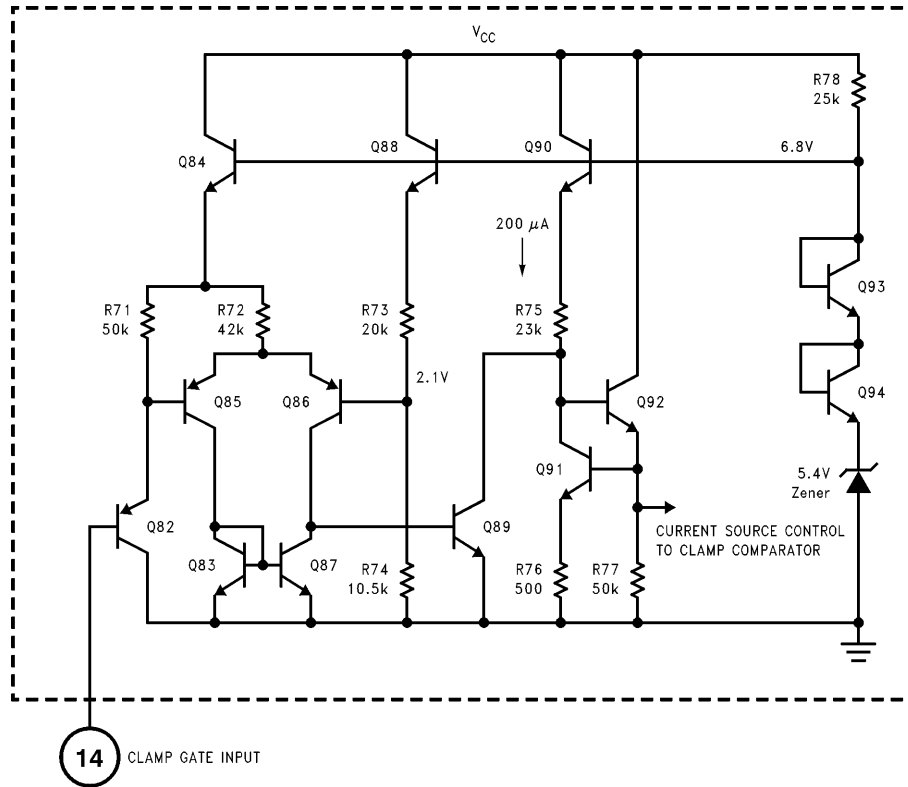 VCC
R78
25k
Q84
Q88
Q90
6.8V
200 µA
Q93
R71
50k
R72
42k
R73
20k
R75
23k
2.1V
Q85
Q86
Q92
Q94
Q91
5.4V
Zener
Q82
Q89
CURRENT SOURCE CONTROL
TO CLAMP COMPARATOR
Q83
Q87
R74
10.5k
R76
500
R77
50k
14
CLAMP GATE INPUT